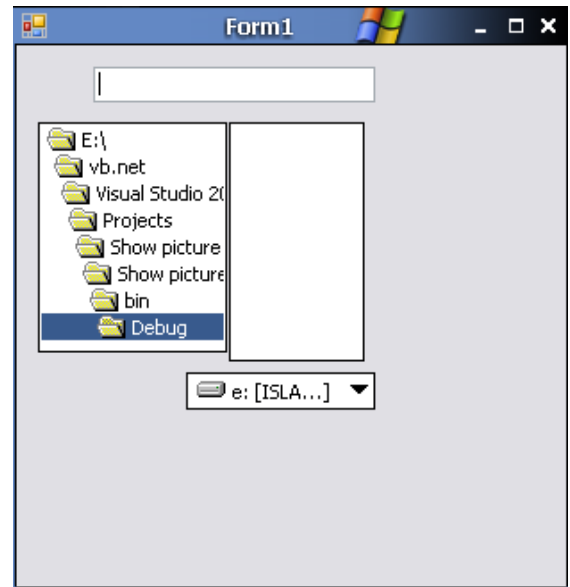 Form1
E:\
vb.net
Visual Studio 20
Projects
Show picture
Show picture
bin
Debug
e: [ISLA...]